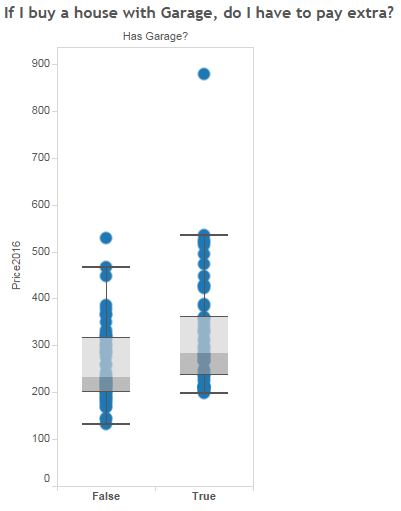 If I buy a house with Garage, do I have to pay extra?
Has Garage?
900
800
700
600
500
400
300
200
100
0
Price2016
False True